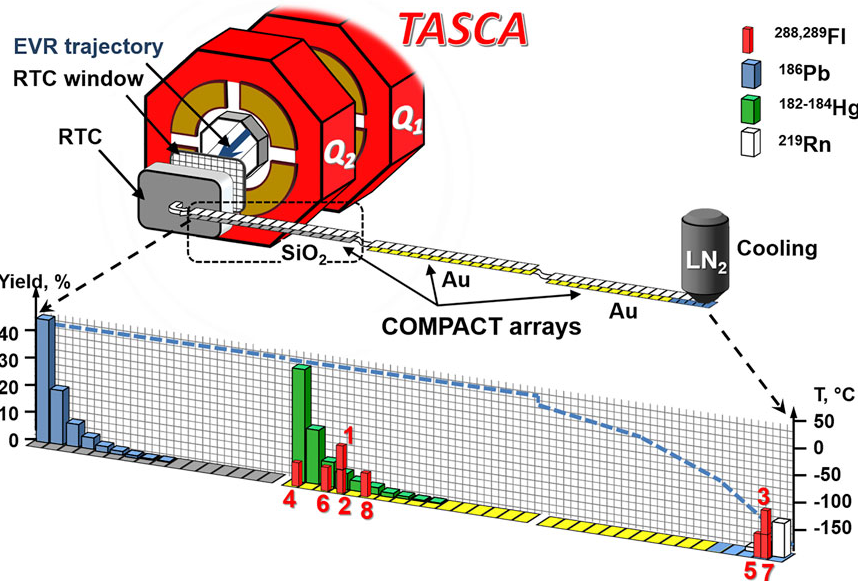 TASCA
EVR trajectory
RTC window
RTC
Q2
Q1
288,289Fl
186Pb
182-184Hg
219Rn
SiO2
Au
Au
COMPACT arrays
LN2
Cooling
Yield, %
40
30
20
10
0
T, °C
50
0
-50
-100
-150
1
4
6
2
8
3
5
7